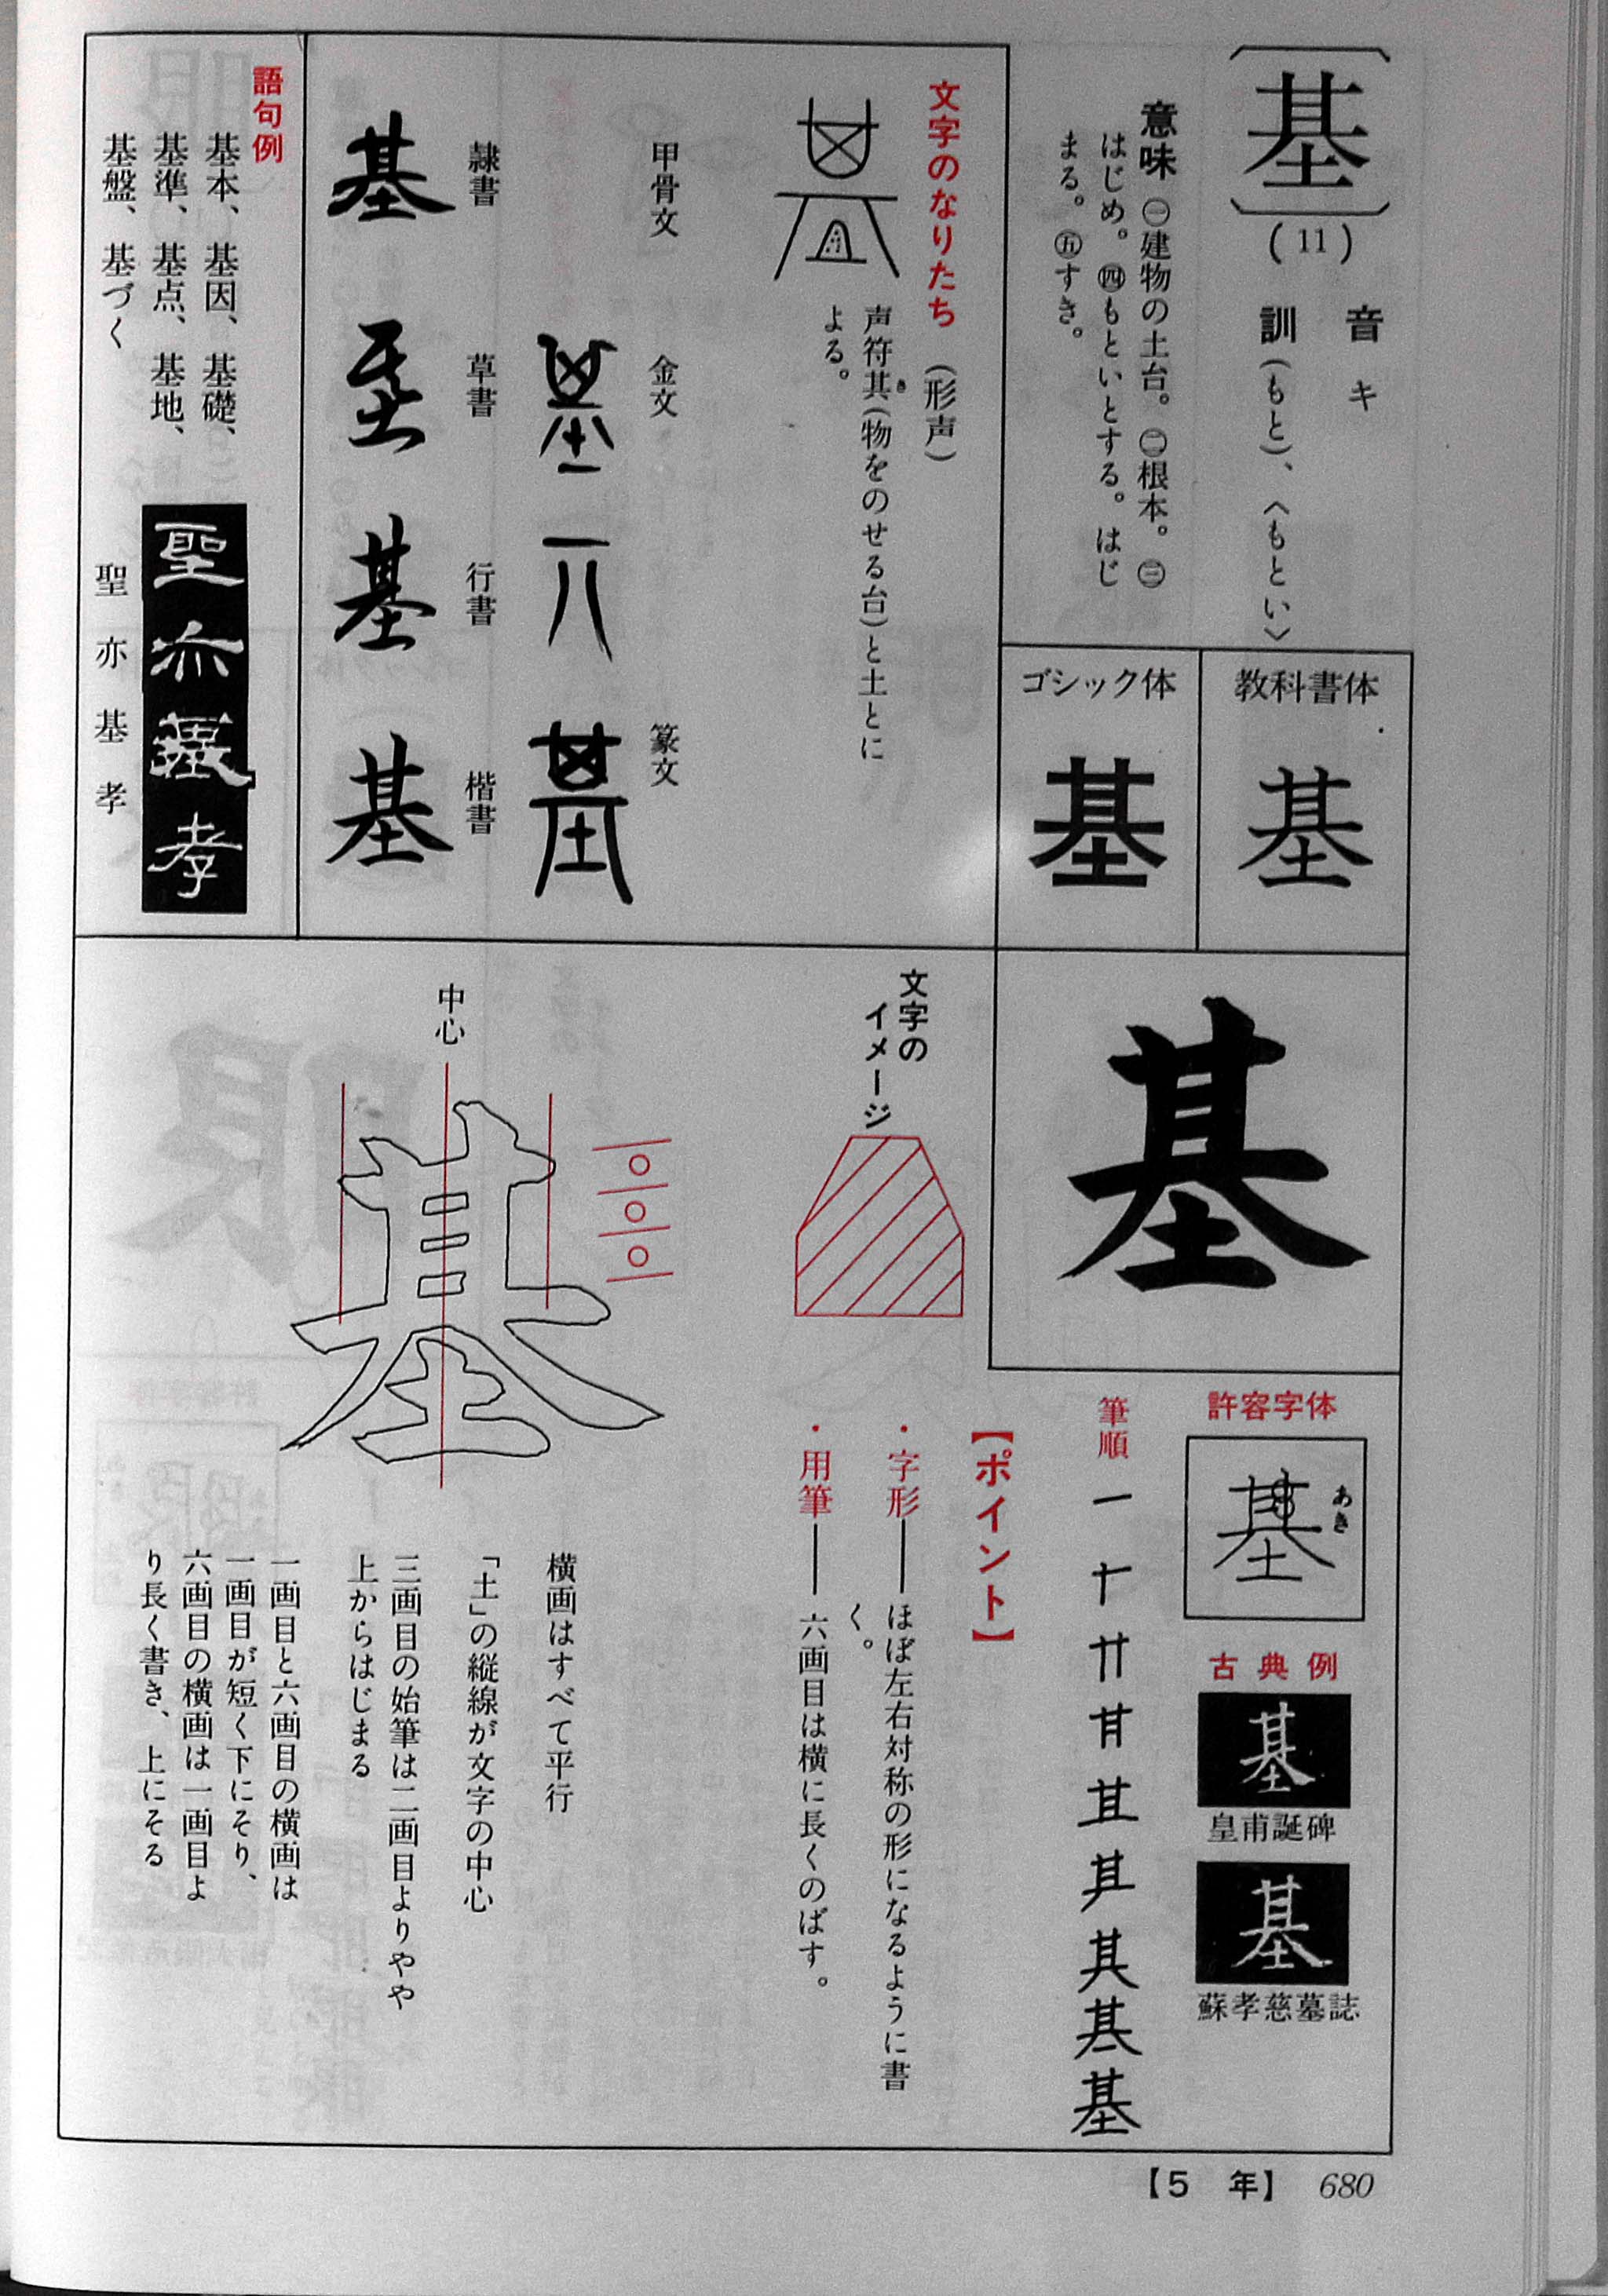 〔基〕(11)
音 キ
訓 (もと)、〈もとい〉
意味 ㊀建物の土台。㊁根本。㊂
はじめ。㊃もといとする。はじ
まる。㊄すき。
教科書体
基
ゴシック体
基
文字のなりたち (形声)
声符其(物をのせる台)と土とに
よる。
き
甲骨文
金文
篆文
隷書
基
草書
行書
基
楷書
基
語句例
基本、基因、基礎、
基準、基点、基地、
基盤、基づく
聖亦基孝
聖亦基孝
基
許容字体
基
あき
古典例
基
皇甫誕碑
基
蘇孝慈墓誌
筆順
文字の
イメージ
【ポイント】
・字形——ほぼ左右対称の形になるように書
く。
・用筆——六画目は横に長くのばす。
中心
横画はすべて平行
「土」の縦線が文字の中心
三画目の始筆は二画目よりやや
上からはじまる
一画目と六画目の横画は
一画目が短く下にそり、
六画目の横画は一画目よ
り長く書き、上にそる
【5 年】 680